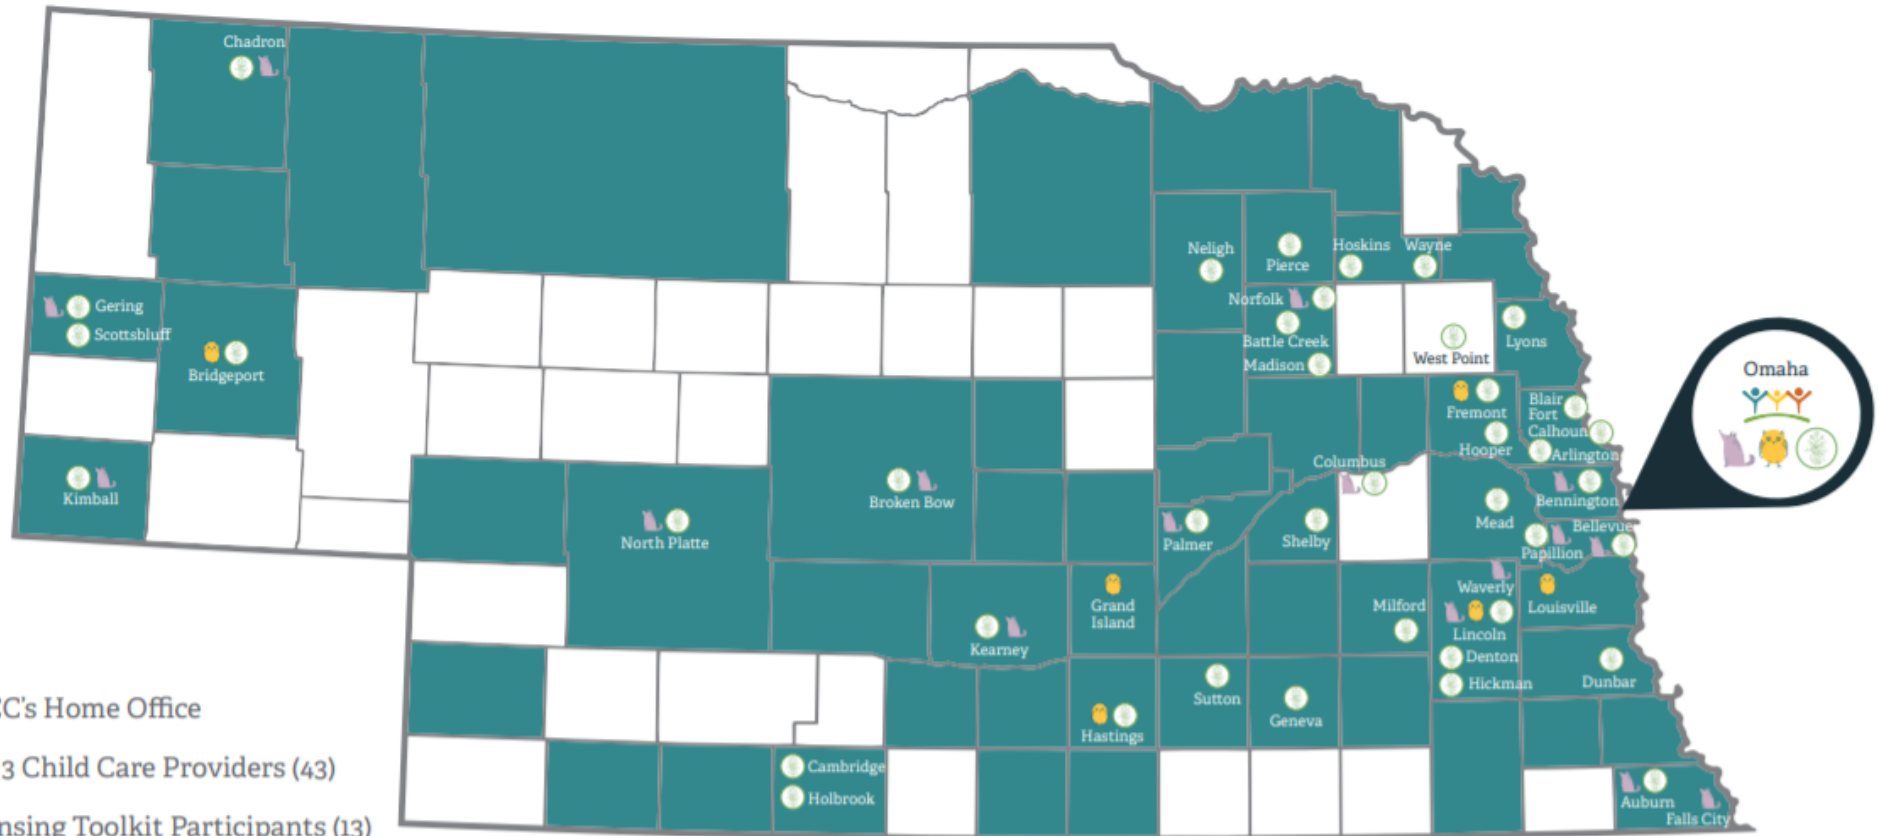 Chadron
Neligh
Pierce
Hoskins
Wayne
Gering
Scottsbluff
Bridgeport
Norfolk
Battle Creek
Madison
West Point
Lyons
Omaha
Fremont
Hooper
Blair
Fort
Calhoun
Arlington
Kimball
North Platte
Broken Bow
Columbus
Palmer
Shelby
Mead
Bennington
Bellevue
Papillion
Grand
Island
Kearney
Milford
Waverly
Lincoln
Denton
Hickman
Louisville
Dunbar
Hastings
Sutton
Geneva
Cambridge
Holbrook
Auburn
Falls City
C's Home Office
3 Child Care Providers (43)
nsing Toolkit Participants (13)